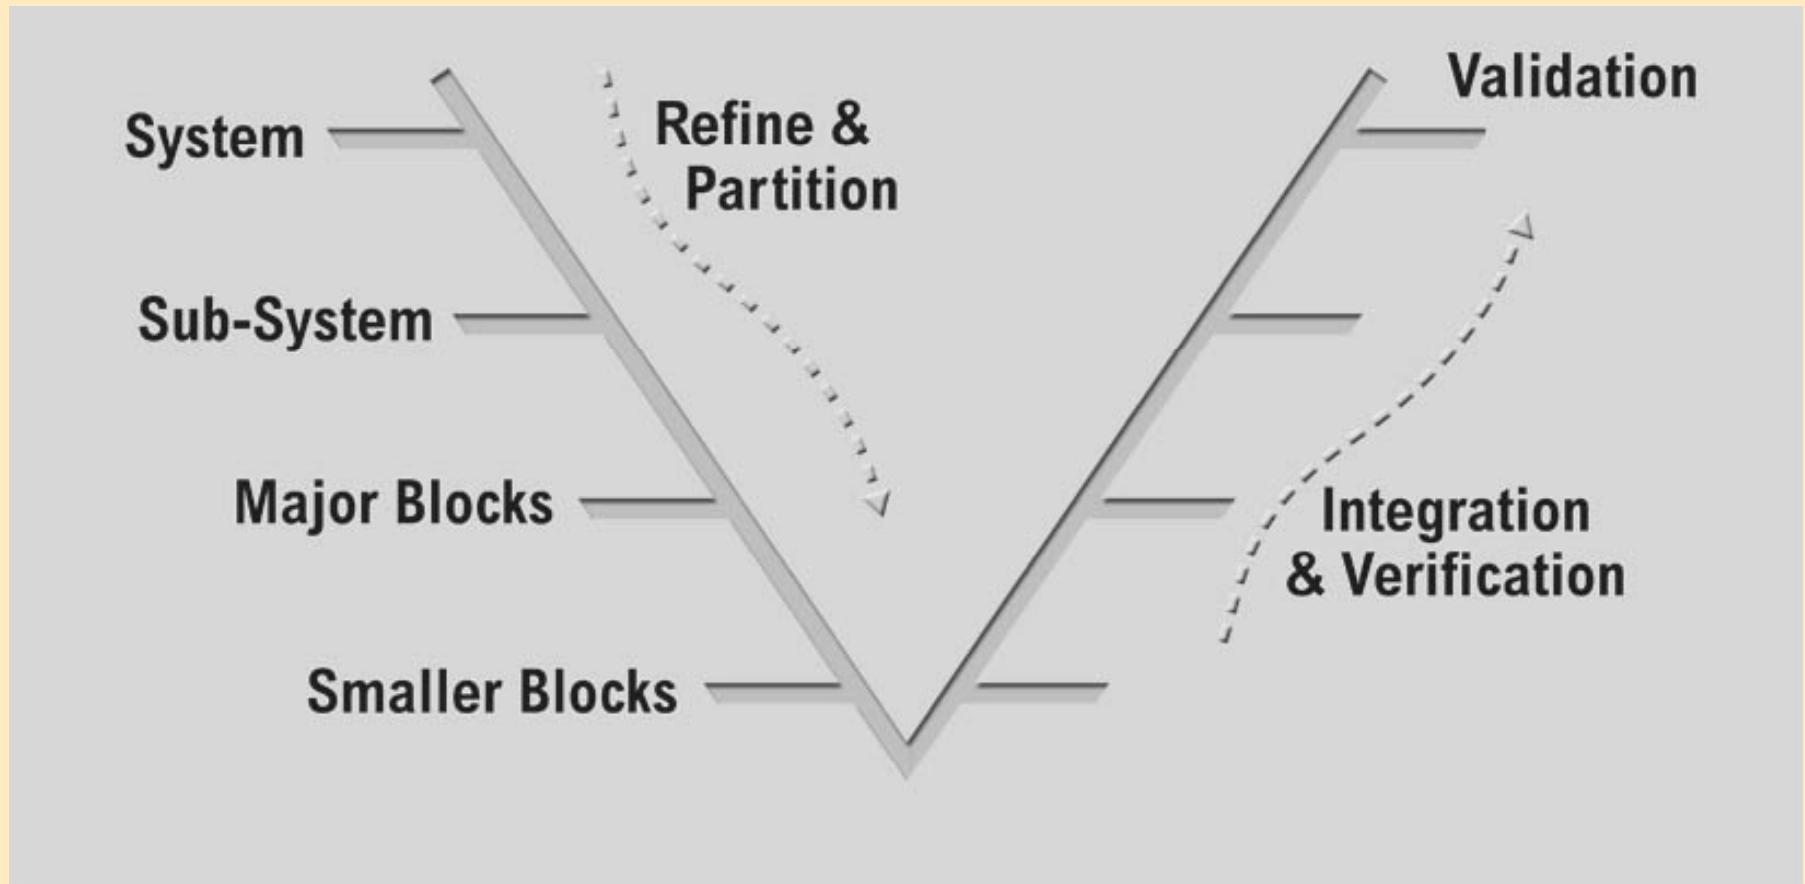 System
Refine &
Partition
Validation
Sub-System
Major Blocks
Integration
& Verification
Smaller Blocks